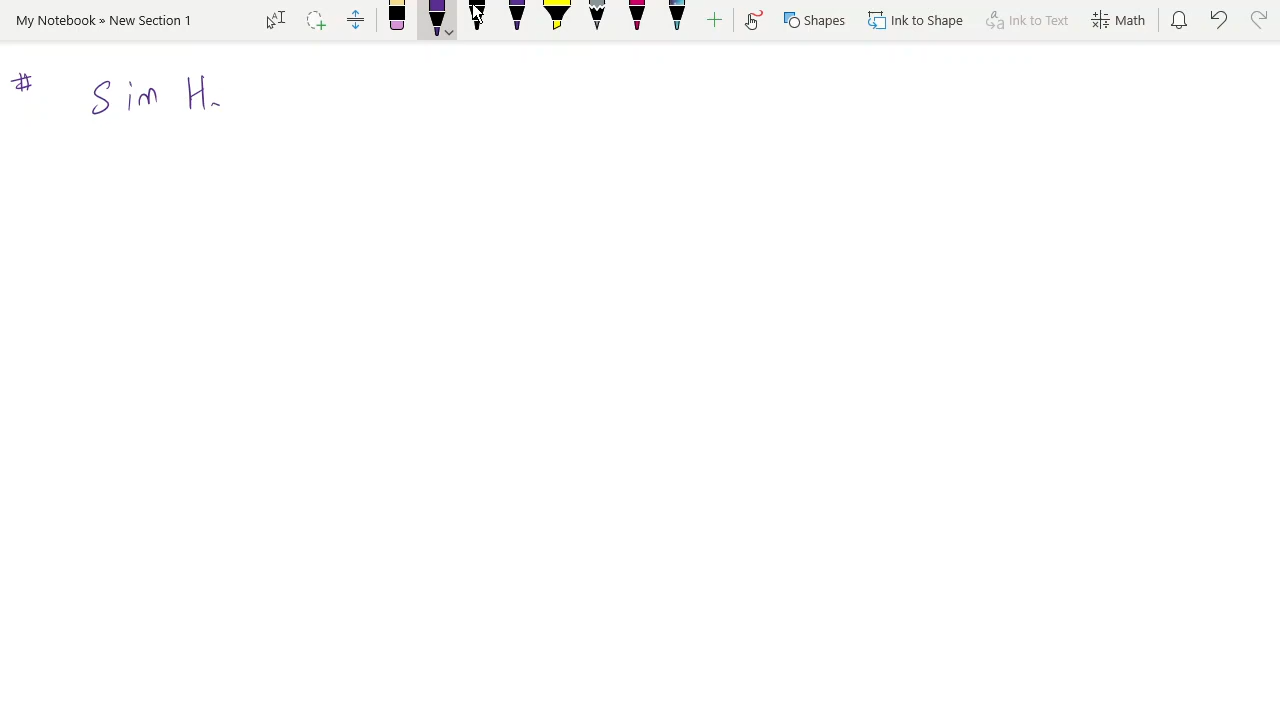 My Notebook » New Section 1 Shapes Ink to Shape Ink to Text Math
# Sim H